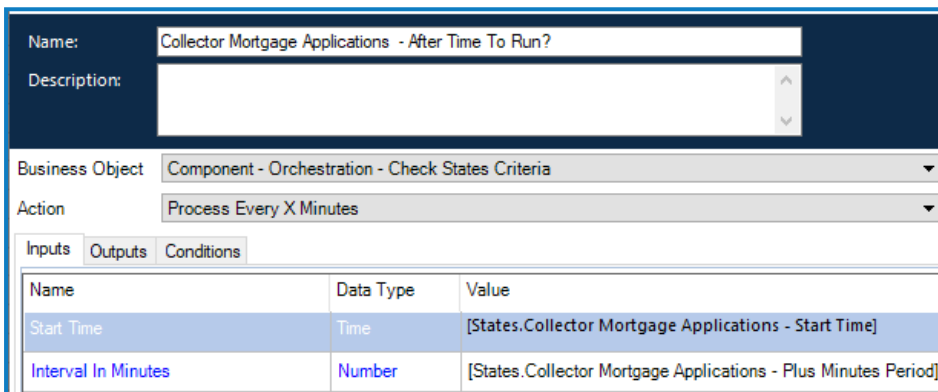 Name: Collector Mortgage Applications  - After Time To Run?
Description:
Business Object Component - Orchestration - Check States Criteria
Action Process Every X Minutes
Inputs Outputs Conditions
Name Data Type Value
Start Time Time [States.Collector Mortgage Applications - Start Time]
Interval In Minutes Number [States.Collector Mortgage Applications - Plus Minutes Period]